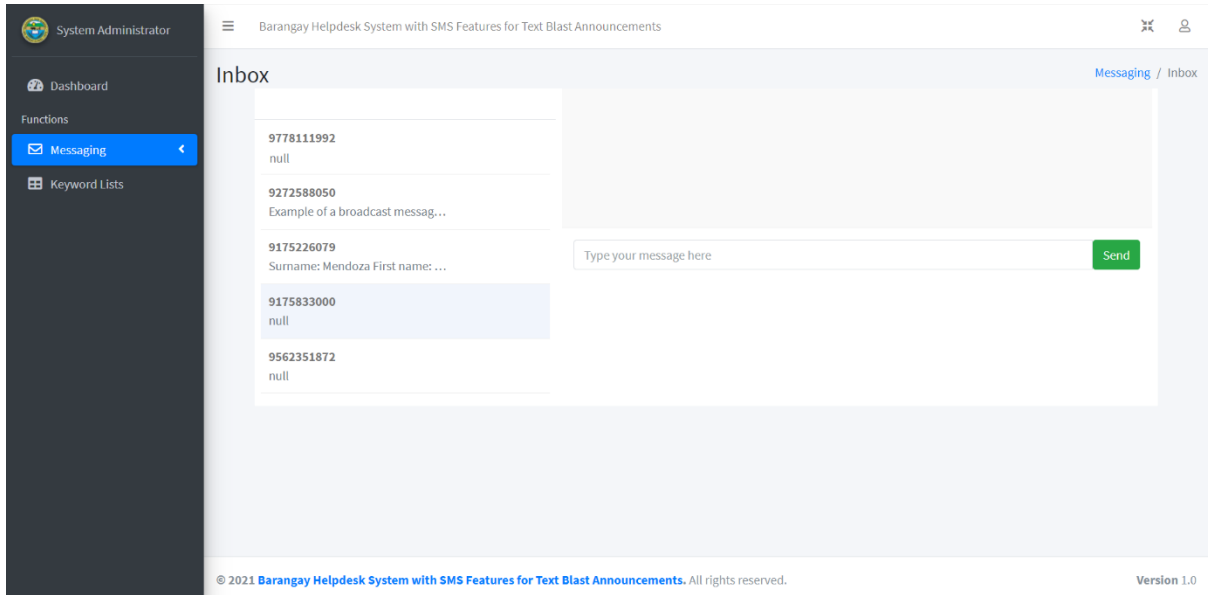 System Administrator
Barangay Helpdesk System with SMS Features for Text Blast Announcements
Inbox
Messaging / Inbox
Dashboard
Functions
Messaging
Keyword Lists
9778111992
null
9272588050
Example of a broadcast messag...
9175226079
Surname: Mendoza First name: ...
9175833000
null
9562351872
null
Type your message here
Send
© 2021 Barangay Helpdesk System with SMS Features for Text Blast Announcements. All rights reserved.
Version 1.0